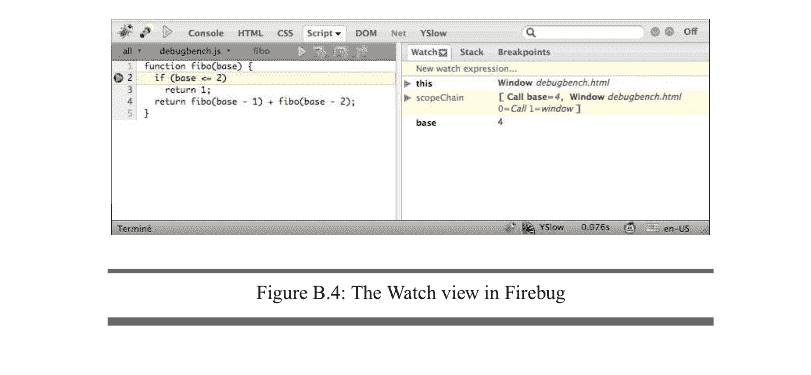 Console HTML CSS Script DOM Net YSlow Off
all debugbench.js fibo
Watch Stack Breakpoints
1 function fibo(base) {
2 if (base <= 2)
3 return 1;
4 return fibo(base - 1) + fibo(base - 2);
5 }
New watch expression...
this Window debugbench.html
scopeChain [ Call base=4, Window debugbench.html
0=Call 1=window ]
base 4
Terminé YSlow 0.076s en-US
Figure B.4: The Watch view in Firebug